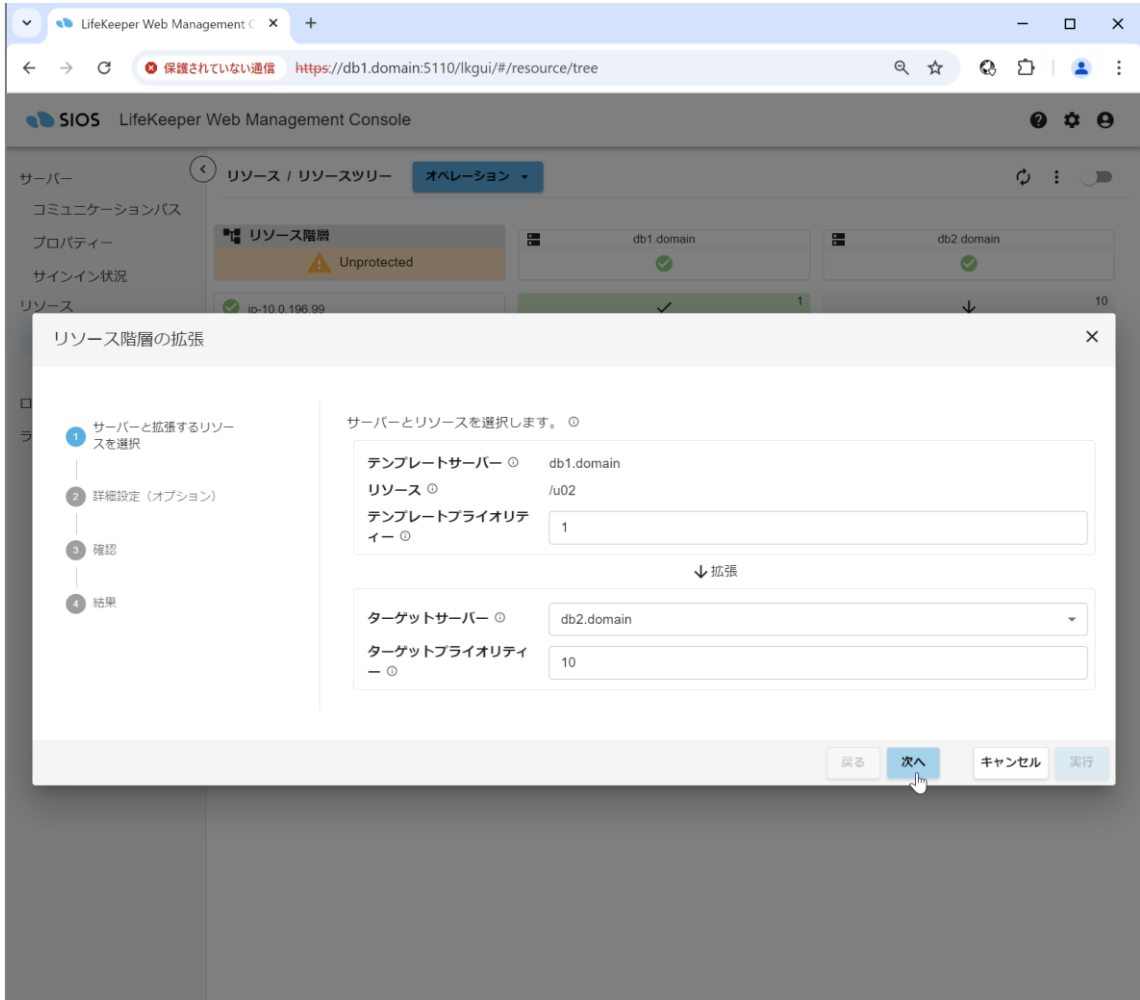 LifeKeeper Web Management C
保護されていない通信 https://db1.domain:5110/lkgui/#/resource/tree
SIOS LifeKeeper Web Management Console
サーバー
コミュニケーションパス
プロパティー
サインイン状況
リソース
リソース / リソースツリー オペレーション
リソース階層 db1.domain db2.domain
Unprotected
ip-10.0.196.99 1 10
リソース階層の拡張
ロ
ラ
1 サーバーと拡張するリソー
スを選択
2 詳細設定（オプション）
3 確認
4 結果
サーバーとリソースを選択します。
テンプレートサーバー db1.domain
リソース /u02
テンプレートプライオリテ
ィー 1
拡張
ターゲットサーバー db2.domain
ターゲットプライオリティ
ー 10
戻る 次へ キャンセル 実行